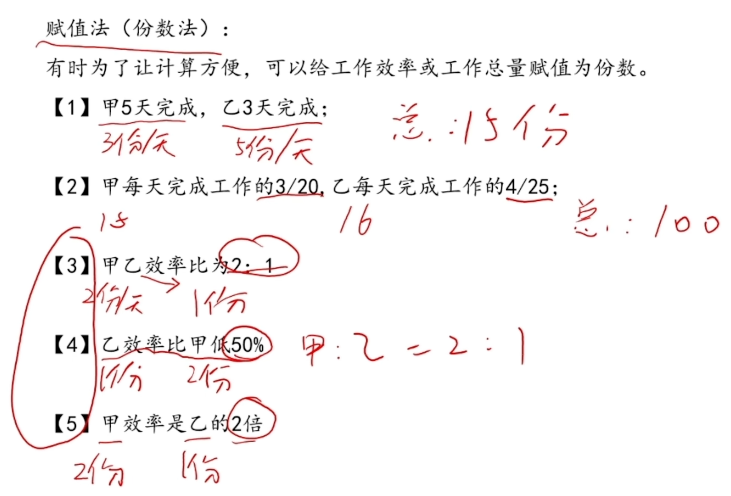 赋值法（份数法）：
有时为了让计算方便，可以给工作效率或工作总量赋值为份数。
【1】甲5天完成，乙3天完成；
3份/天 5份/天 总：15个份
【2】甲每天完成工作的3/20,乙每天完成工作的4/25；
15 16 总：100
【3】甲乙效率比为2：1
2份/天 1个份
【4】乙效率比甲低50% 甲：乙＝2：1
1个份 2份
【5】甲效率是乙的2倍
2个份 1个份